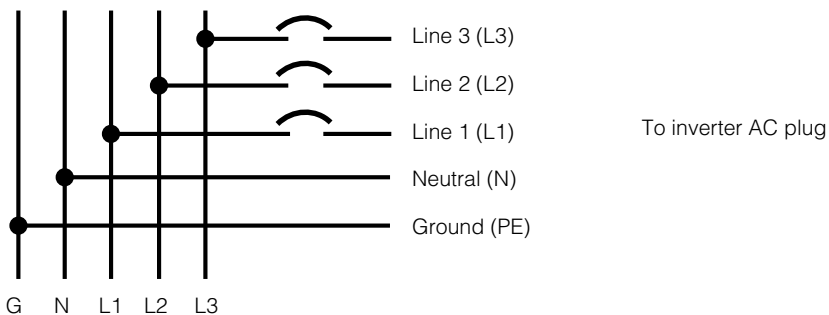 Line 3 (L3)
Line 2 (L2)
Line 1 (L1)
To inverter AC plug
Neutral (N)
Ground (PE)
G N L1 L2 L3